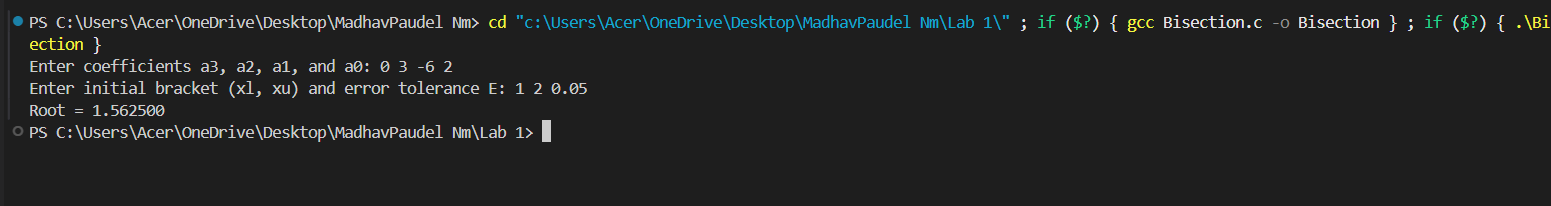 PS C:\Users\Acer\OneDrive\Desktop\MadhavPaudel Nm> cd "c:\Users\Acer\OneDrive\Desktop\MadhavPaudel Nm\Lab 1\" ; if ($?) { gcc Bisection.c -o Bisection } ; if ($?) { .\Bis
ection }
Enter coefficients a3, a2, a1, and a0: 0 3 -6 2
Enter initial bracket (xl, xu) and error tolerance E: 1 2 0.05
Root = 1.562500
PS C:\Users\Acer\OneDrive\Desktop\MadhavPaudel Nm\Lab 1>